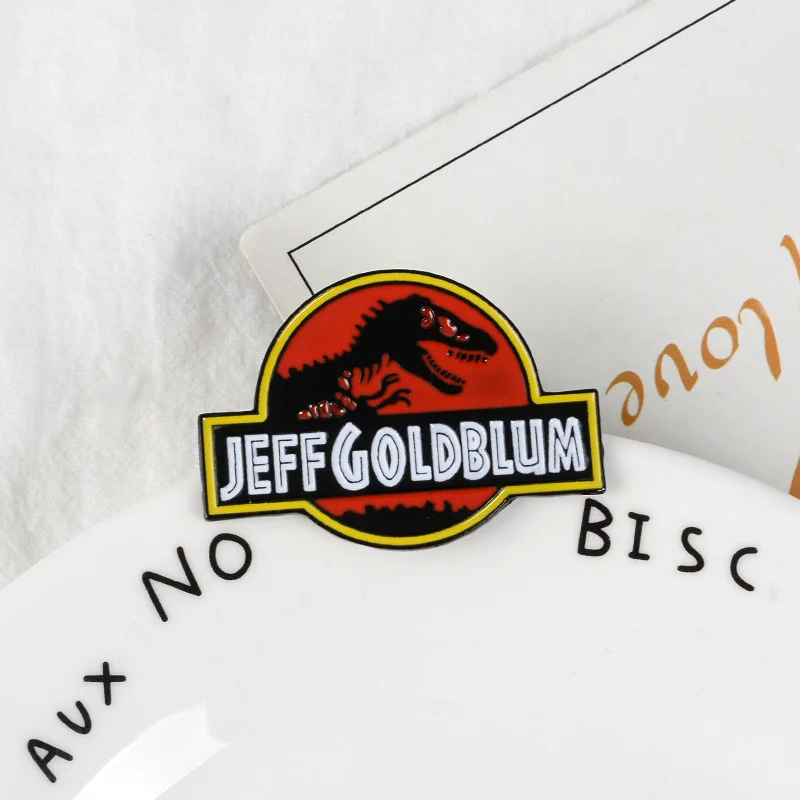 love
JEFF GOLDBLUM
AUX NO BISC